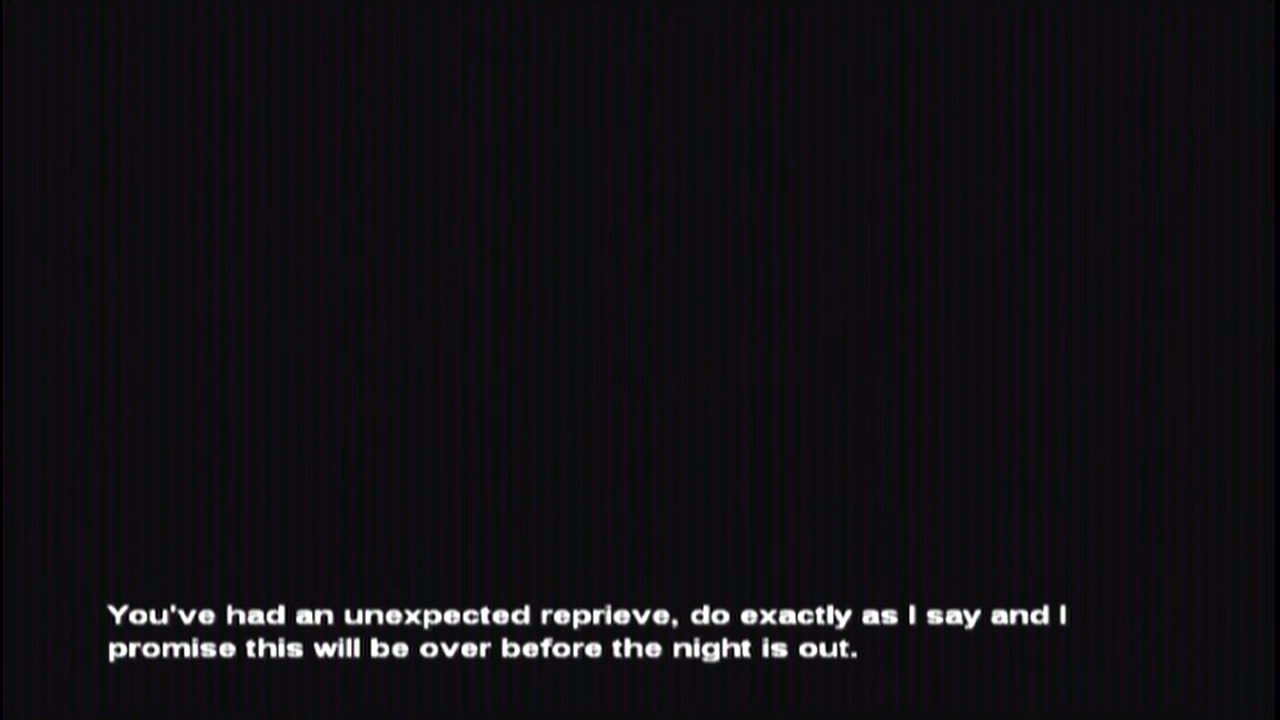 You've had an unexpected reprieve, do exactly as I say and I
promise this will be over before the night is out.